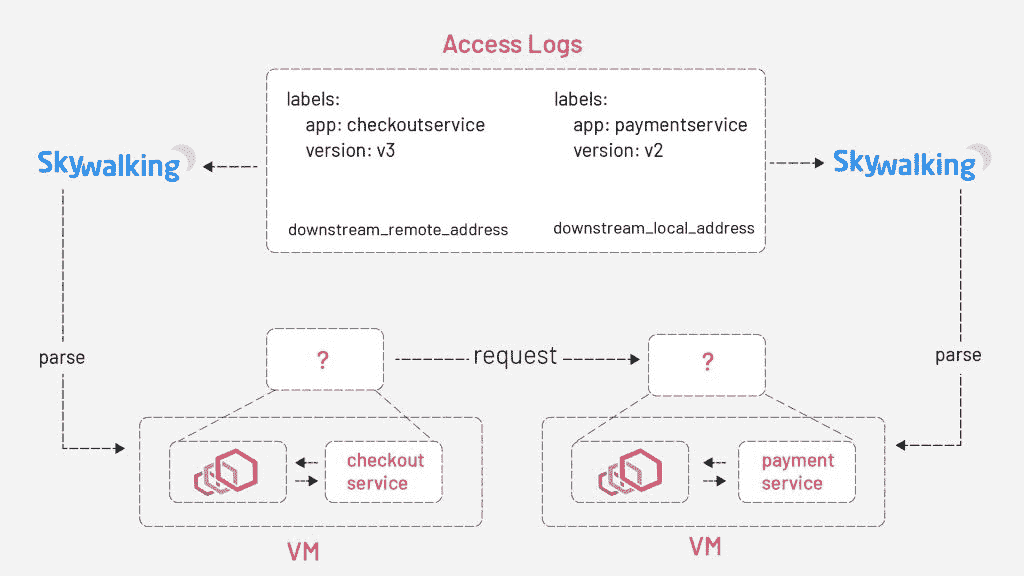 Access Logs
labels:
app: checkoutservice
version: v3
downstream_remote_address
labels:
app: paymentservice
version: v2
downstream_local_address
Skywalking
Skywalking
parse
parse
?
request
?
checkout
service
payment
service
VM
VM